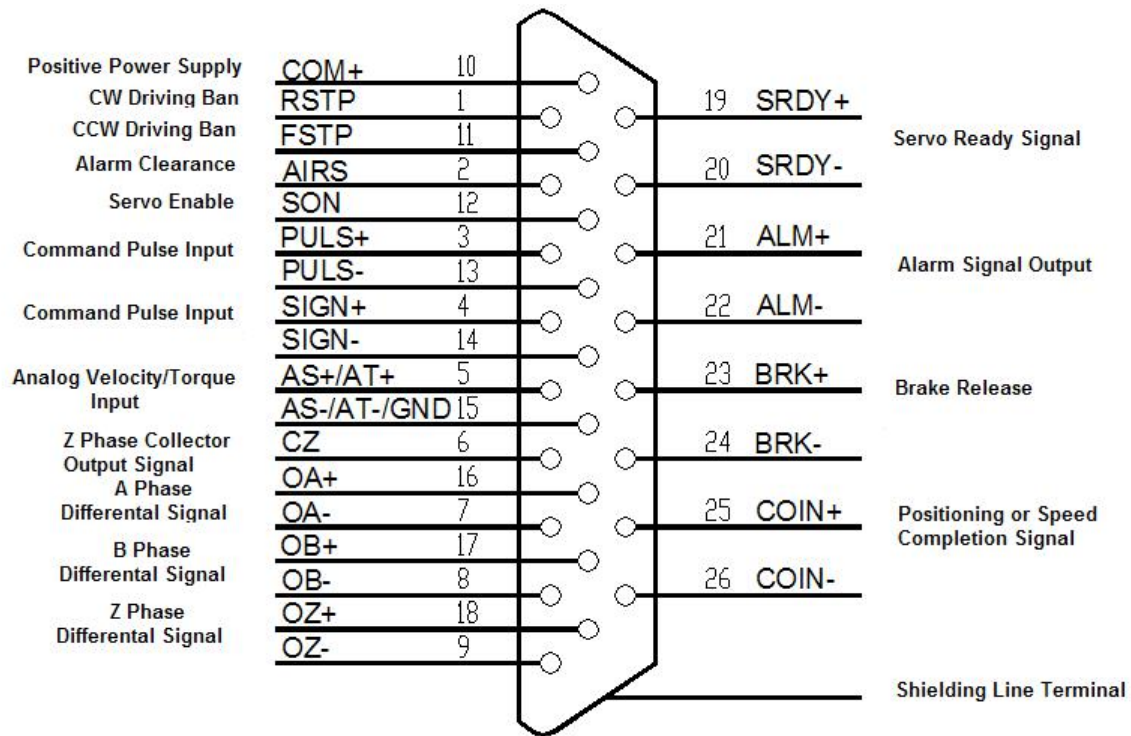 Positive Power Supply COM+ 10
CW Driving Ban RSTP 1
CCW Driving Ban FSTP 11
Alarm Clearance AIRS 2
Servo Enable SON 12
Command Pulse Input PULS+ 3
PULS- 13
Command Pulse Input SIGN+ 4
SIGN- 14
Analog Velocity/Torque
Input
AS+/AT+ 5
AS-/AT-/GND 15
Z Phase Collector
Output Signal
CZ 6
A Phase
Differental Signal
OA+ 16
OA- 7
B Phase
Differental Signal
OB+ 17
OB- 8
Z Phase
Differental Signal
OZ+ 18
OZ- 9
19 SRDY+
Servo Ready Signal
20 SRDY-
21 ALM+
Alarm Signal Output
22 ALM-
23 BRK+
Brake Release
24 BRK-
25 COIN+
Positioning or Speed
Completion Signal
26 COIN-
Shielding Line Terminal